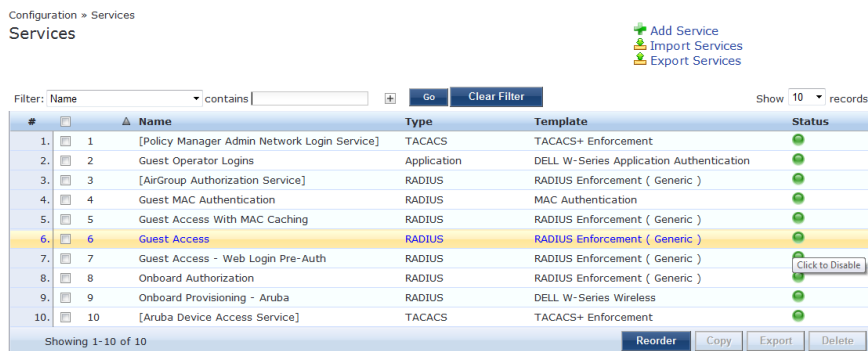 Configuration » Services
Services
Add Service
Import Services
Export Services
Filter: Name contains + Go Clear Filter Show 10 records
# Name Type Template Status
1. 1 [Policy Manager Admin Network Login Service] TACACS TACACS+ Enforcement
2. 2 Guest Operator Logins Application DELL W-Series Application Authentication
3. 3 [AirGroup Authorization Service] RADIUS RADIUS Enforcement ( Generic )
4. 4 Guest MAC Authentication RADIUS MAC Authentication
5. 5 Guest Access With MAC Caching RADIUS RADIUS Enforcement ( Generic )
6. 6 Guest Access RADIUS RADIUS Enforcement ( Generic )
7. 7 Guest Access - Web Login Pre-Auth RADIUS RADIUS Enforcement ( Generic )
Click to Disable
8. 8 Onboard Authorization RADIUS RADIUS Enforcement ( Generic )
9. 9 Onboard Provisioning - Aruba RADIUS DELL W-Series Wireless
10. 10 [Aruba Device Access Service] TACACS TACACS+ Enforcement
Showing 1-10 of 10 Reorder Copy Export Delete